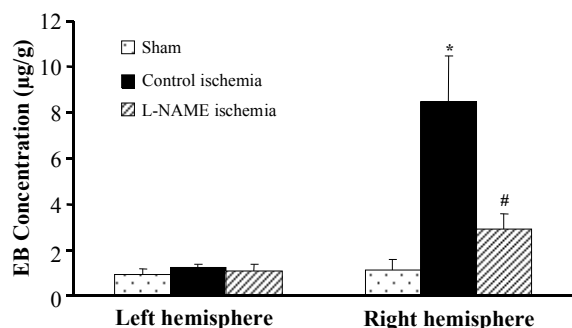 EB Concentration (µg/g)
12
10
8
6
4
2
0
Sham
Control ischemia
L-NAME ischemia
*
#
Left hemisphere
Right hemisphere